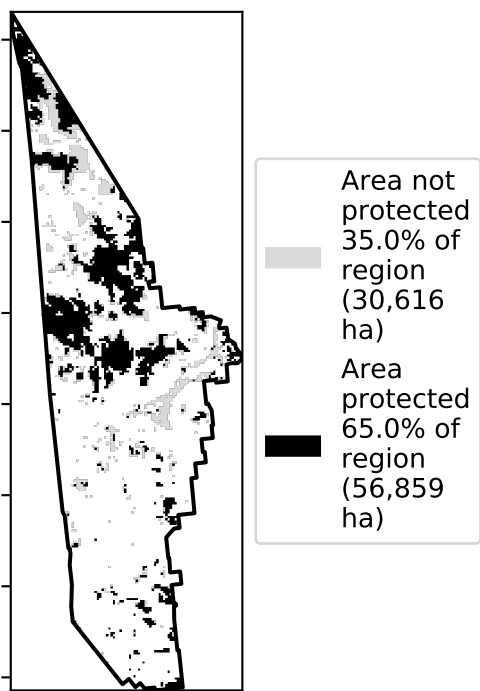 Area not
protected
35.0% of
region
(30,616
ha)
Area
protected
65.0% of
region
(56,859
ha)